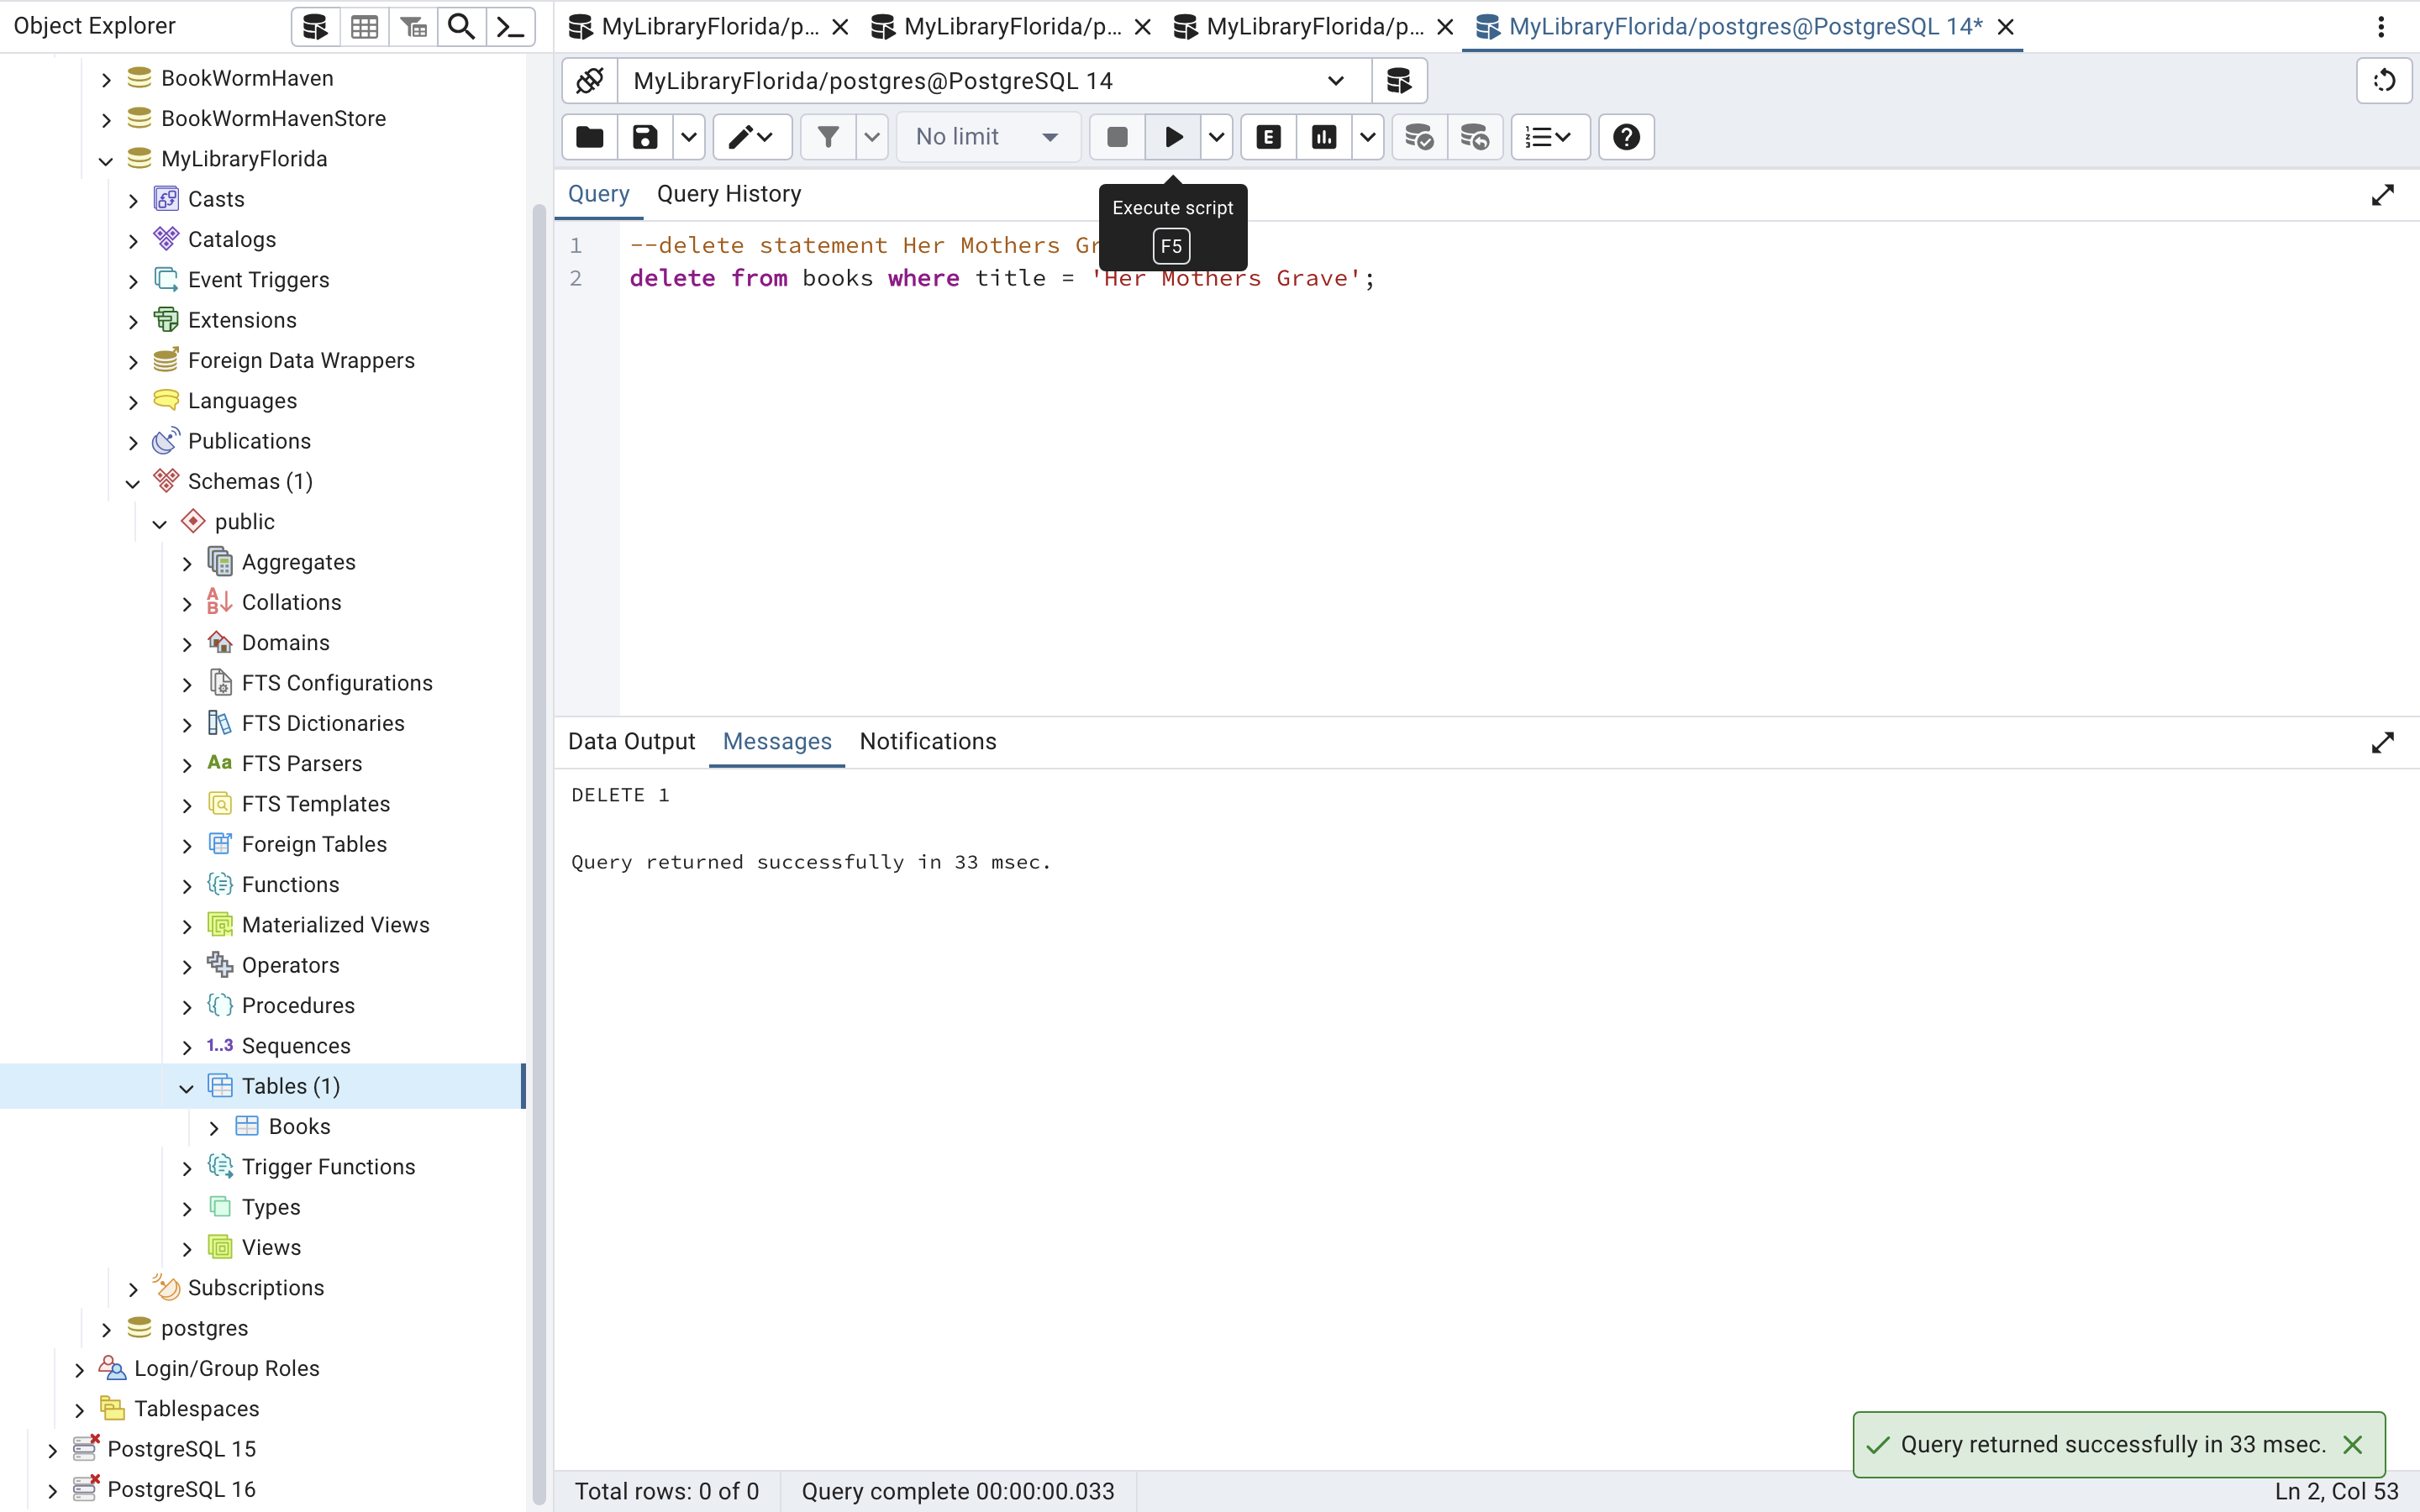 Object Explorer
BookWormHaven
BookWormHavenStore
MyLibraryFlorida
Casts
Catalogs
Event Triggers
Extensions
Foreign Data Wrappers
Languages
Publications
Schemas (1)
public
Aggregates
Collations
Domains
FTS Configurations
FTS Dictionaries
Aa FTS Parsers
FTS Templates
Foreign Tables
Functions
Materialized Views
Operators
Procedures
1..3 Sequences
Tables (1)
Books
Trigger Functions
Types
Views
Subscriptions
postgres
Login/Group Roles
Tablespaces
PostgreSQL 15
PostgreSQL 16
MyLibraryFlorida/p...
MyLibraryFlorida/p...
MyLibraryFlorida/p...
MyLibraryFlorida/postgres@PostgreSQL 14*
MyLibraryFlorida/postgres@PostgreSQL 14
No limit
E
Query
Query History
Execute script
F5
1 --delete statement Her Mothers Gr
2 delete from books where title = 'Her Mothers Grave';
Data Output
Messages
Notifications
DELETE 1
Query returned successfully in 33 msec.
Query returned successfully in 33 msec.
Total rows: 0 of 0
Query complete 00:00:00.033
Ln 2, Col 53